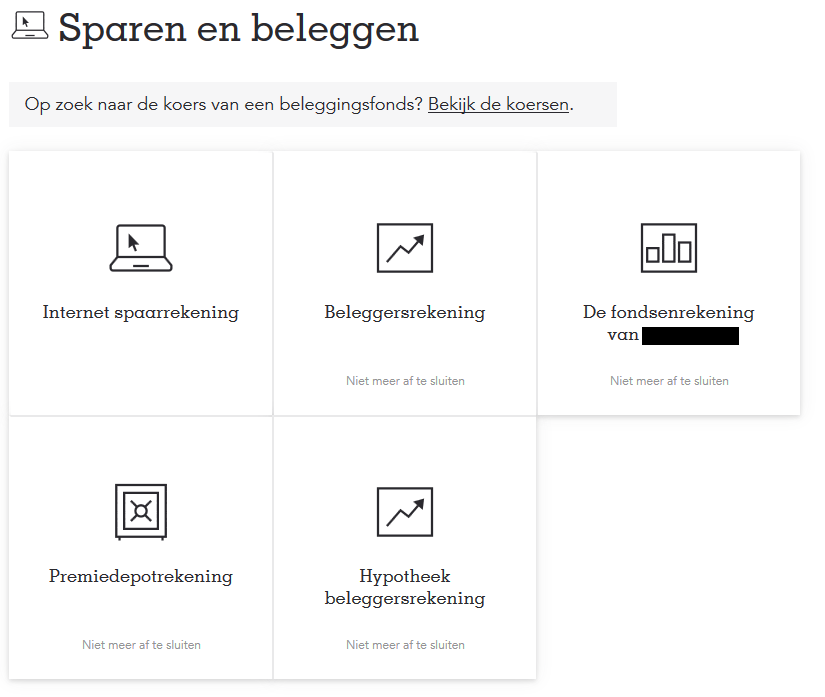 Sparen en beleggen
Op zoek naar de koers van een beleggingsfonds? Bekijk de koersen.
Internet spaarrekening
Beleggersrekening
Niet meer af te sluiten
De fondsenrekening
van
Niet meer af te sluiten
Premiedepotrekening
Niet meer af te sluiten
Hypotheek
beleggersrekening
Niet meer af te sluiten